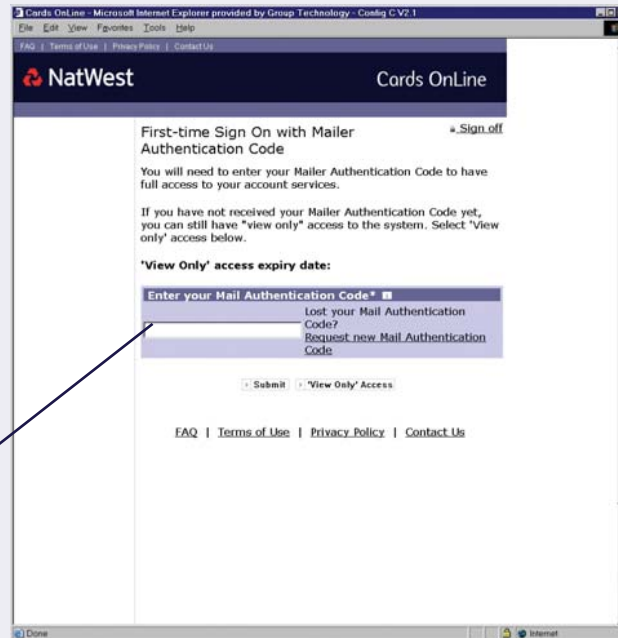 Cards OnLine - Microsoft Internet Explorer provided by Group Technology - Config C V2.1
File Edit View Favorites Tools Help
FAQ | Terms of Use | Privacy Policy | Contact Us
NatWest
Cards OnLine
First-time Sign On with Mailer
Authentication Code
Sign off
You will need to enter your Mailer Authentication Code to have
full access to your account services.
If you have not received your Mailer Authentication Code yet,
you can still have "view only" access to the system. Select 'View
only' access below.
'View Only' access expiry date:
Enter your Mail Authentication Code*
Lost your Mail Authentication
Code?
Request new Mail Authentication
Code
Submit 'View Only' Access
FAQ | Terms of Use | Privacy Policy | Contact Us
Done
Internet